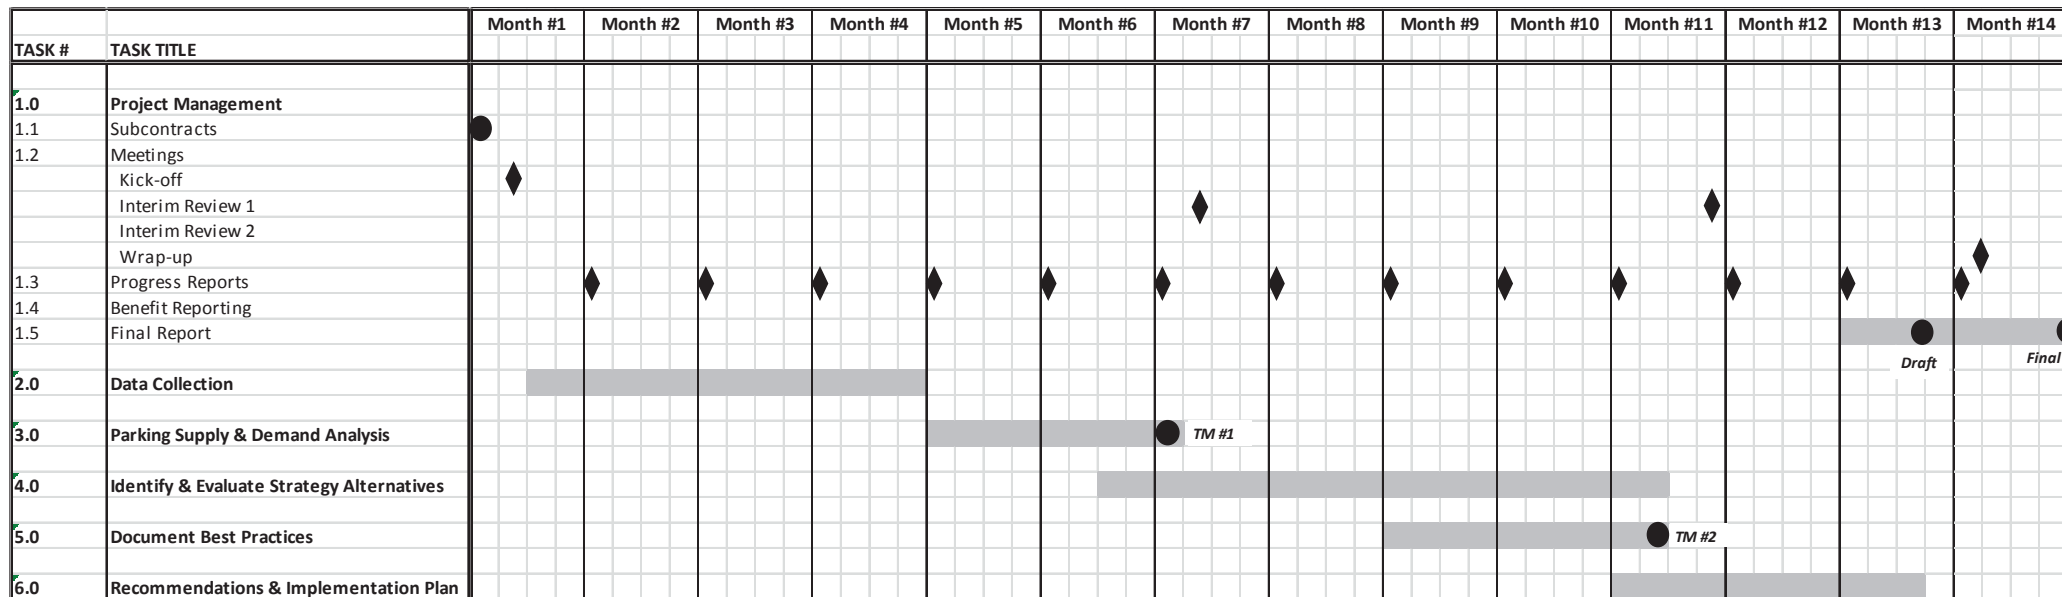 Month #1 Month #2 Month #3 Month #4 Month #5 Month #6 Month #7 Month #8 Month #9 Month #10 Month #11 Month #12 Month #13 Month #14
TASK # TASK TITLE
1.0 Project Management
1.1 Subcontracts
1.2 Meetings
Kick-off
Interim Review 1
Interim Review 2
Wrap-up
1.3 Progress Reports
1.4 Benefit Reporting
1.5 Final Report
Draft Final
2.0 Data Collection
3.0 Parking Supply & Demand Analysis TM #1
4.0 Identify & Evaluate Strategy Alternatives
5.0 Document Best Practices TM #2
6.0 Recommendations & Implementation Plan